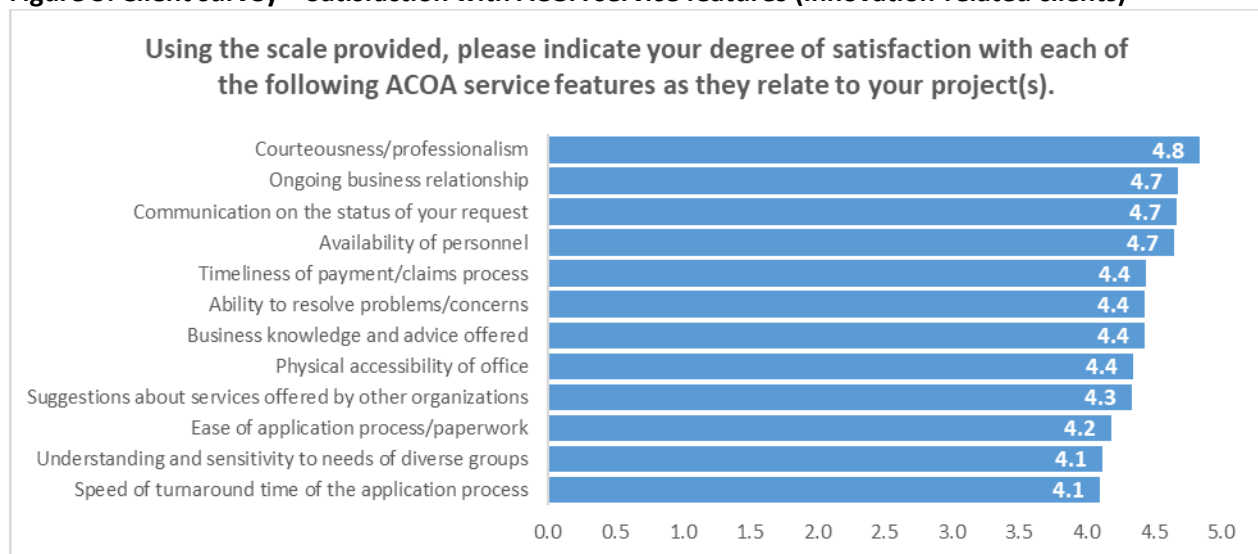 Using the scale provided, please indicate your degree of satisfaction with each of
the following ACOA service features as they relate to your project(s).
Courteousness/professionalism 4.8
Ongoing business relationship 4.7
Communication on the status of your request 4.7
Availability of personnel 4.7
Timeliness of payment/claims process 4.4
Ability to resolve problems/concerns 4.4
Business knowledge and advice offered 4.4
Physical accessibility of office 4.4
Suggestions about services offered by other organizations 4.3
Ease of application process/paperwork 4.2
Understanding and sensitivity to needs of diverse groups 4.1
Speed of turnaround time of the application process 4.1
0.0 0.5 1.0 1.5 2.0 2.5 3.0 3.5 4.0 4.5 5.0